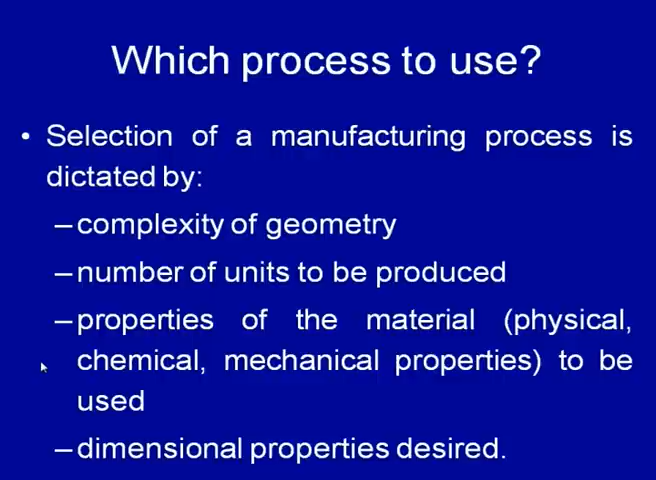 Which process to use?
• Selection of a manufacturing process is
dictated by:
–complexity of geometry
–number of units to be produced
–properties of the material (physical,
chemical, mechanical properties) to be
used
–dimensional properties desired.